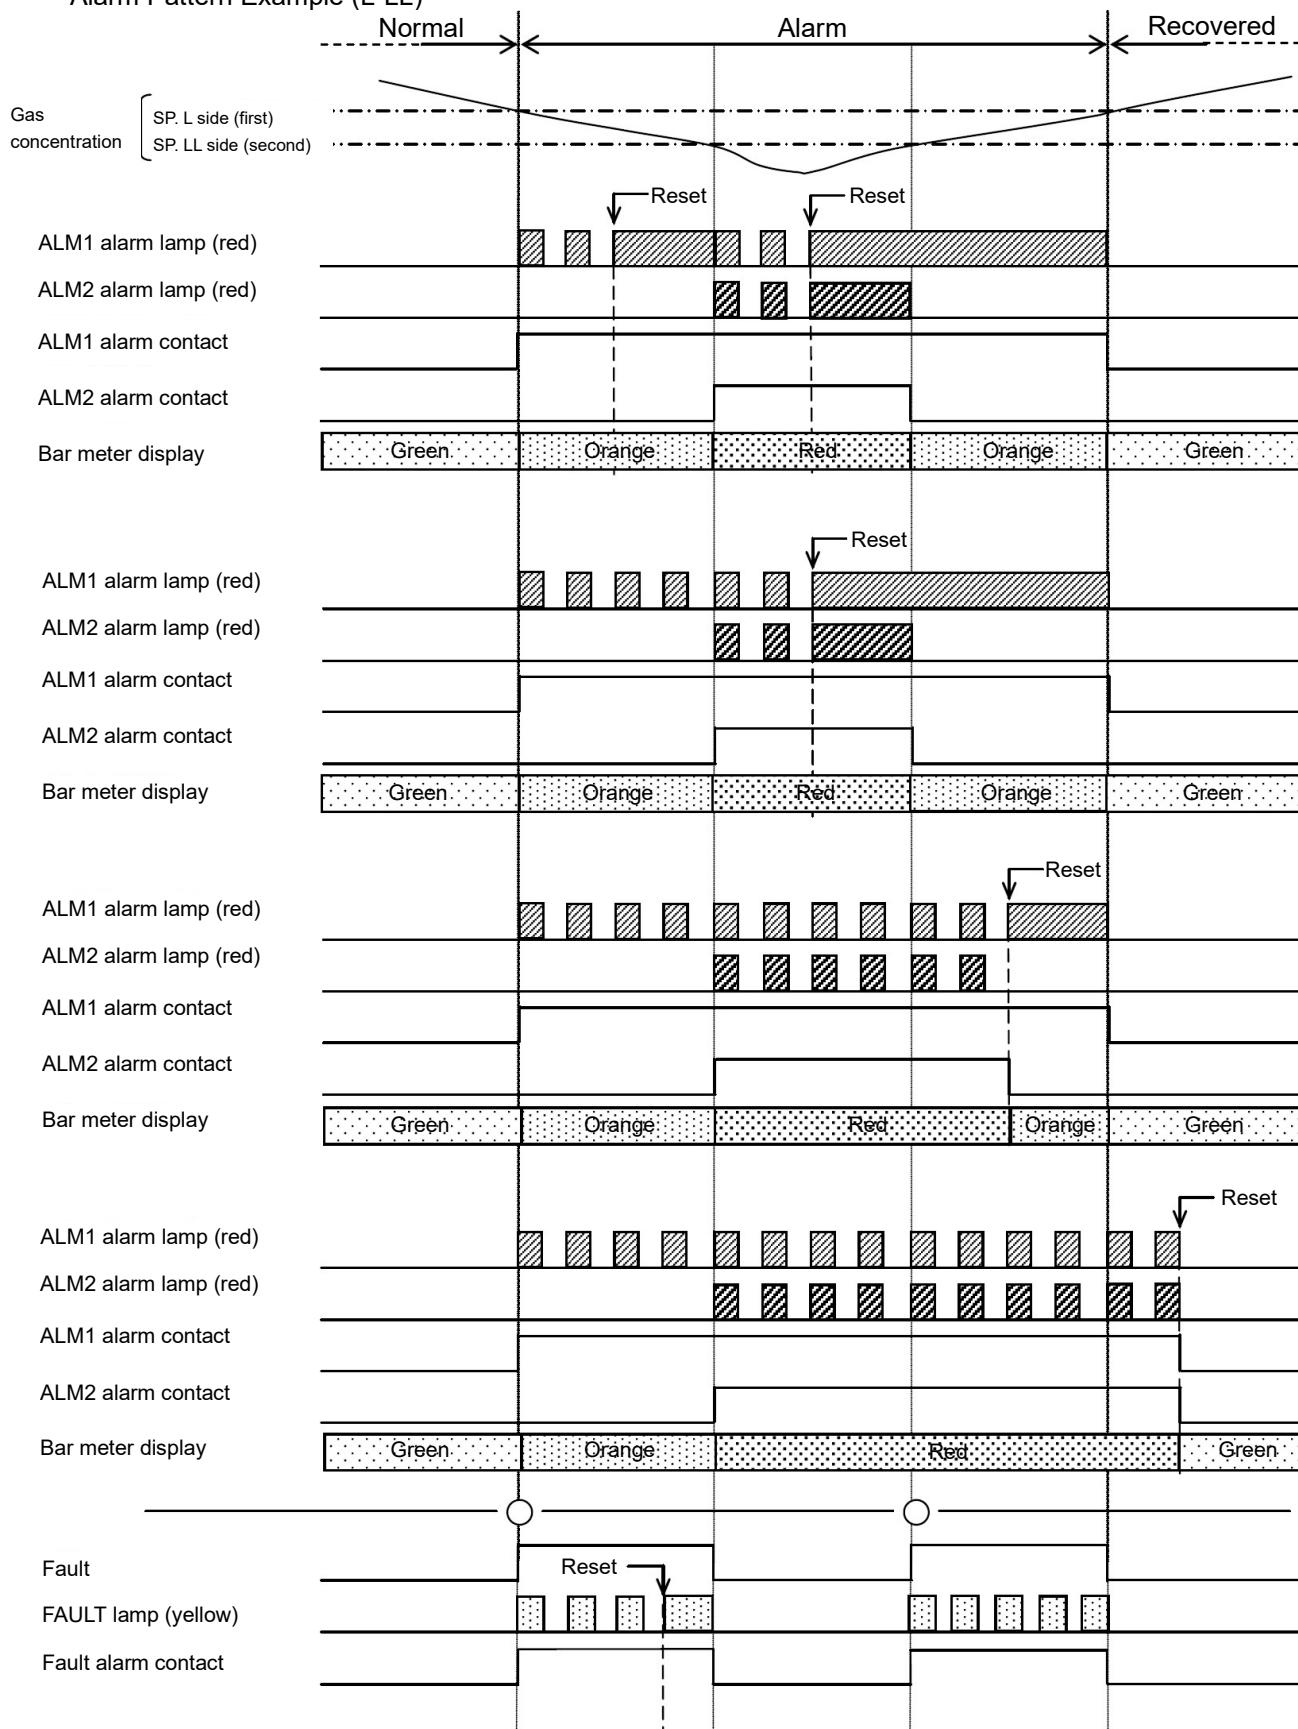 Alarm Pattern Example (L-LL)
Normal Alarm Recovered
Gas concentration
SP. L side (first)
SP. LL side (second)
Reset Reset
ALM1 alarm lamp (red)
ALM2 alarm lamp (red)
ALM1 alarm contact
ALM2 alarm contact
Bar meter display Green Orange Red Orange Green
Reset
ALM1 alarm lamp (red)
ALM2 alarm lamp (red)
ALM1 alarm contact
ALM2 alarm contact
Bar meter display Green Orange Red Orange Green
Reset
ALM1 alarm lamp (red)
ALM2 alarm lamp (red)
ALM1 alarm contact
ALM2 alarm contact
Bar meter display Green Orange Red Orange Green
Reset
ALM1 alarm lamp (red)
ALM2 alarm lamp (red)
ALM1 alarm contact
ALM2 alarm contact
Bar meter display Green Orange Red Green
Fault Reset
FAULT lamp (yellow)
Fault alarm contact